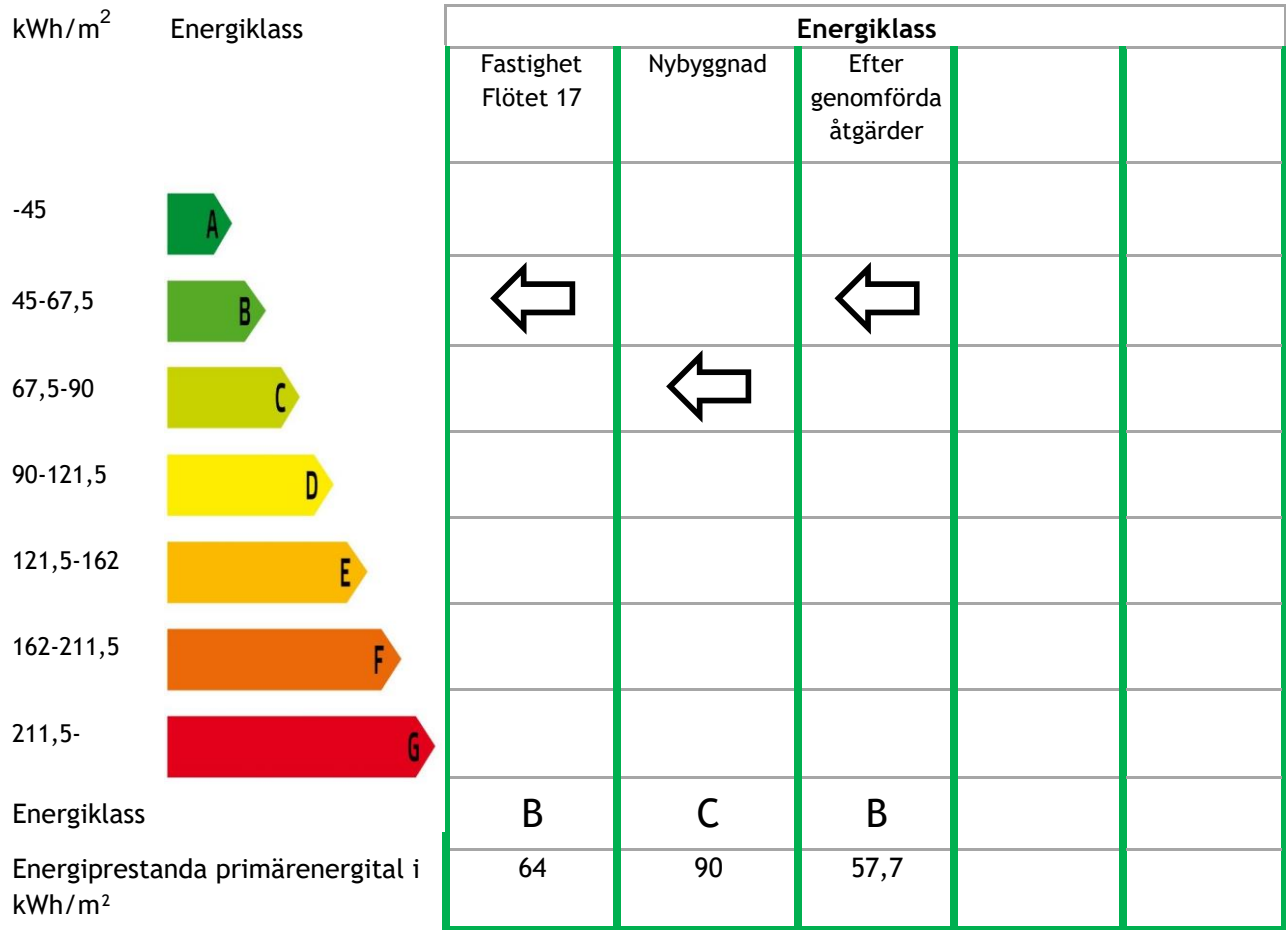 kWh/m² Energiklass Energiklass
Fastighet Nybyggnad Efter
Flötet 17 genomförda
åtgärder
-45 A
45-67,5 B
67,5-90 C
90-121,5 D
121,5-162 E
162-211,5 F
211,5- G
Energiklass B C B
Energiprestanda primärenergital i 64 90 57,7
kWh/m²